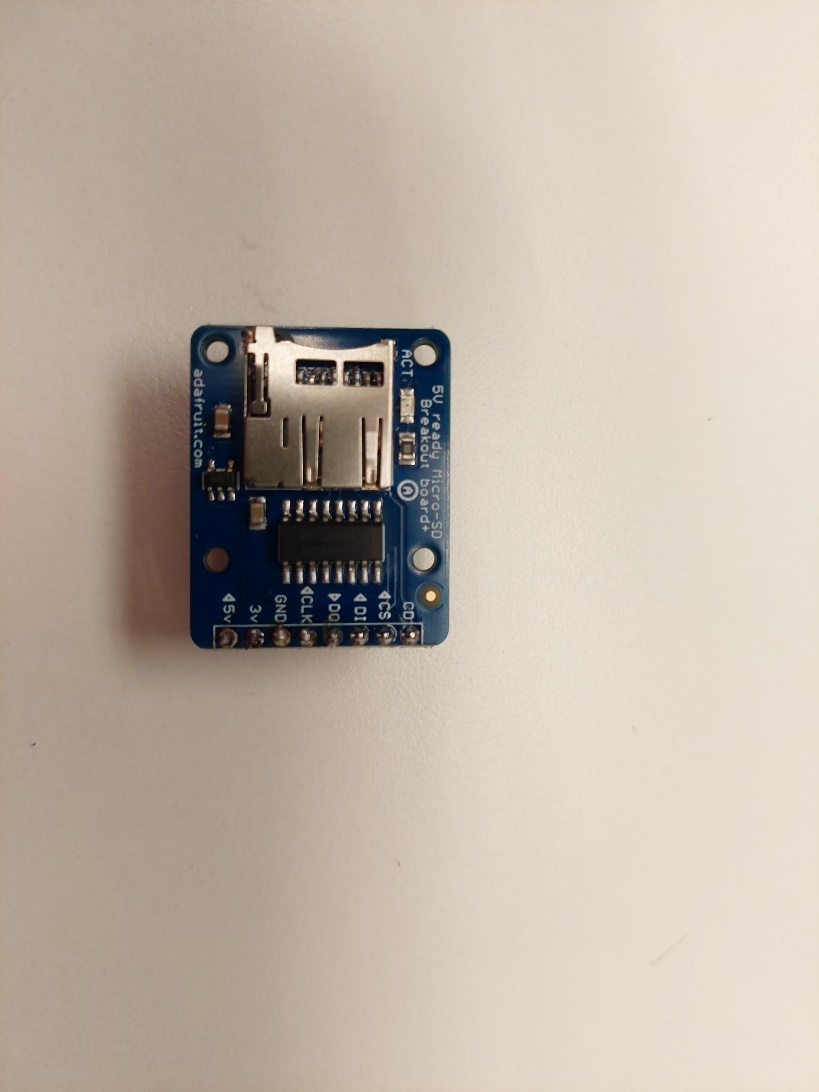 5V ready Micro-SD
Breakout board+
ACT
A
adafruit.com
5v
3v
GND
CLK
DO
DI
CS
CD